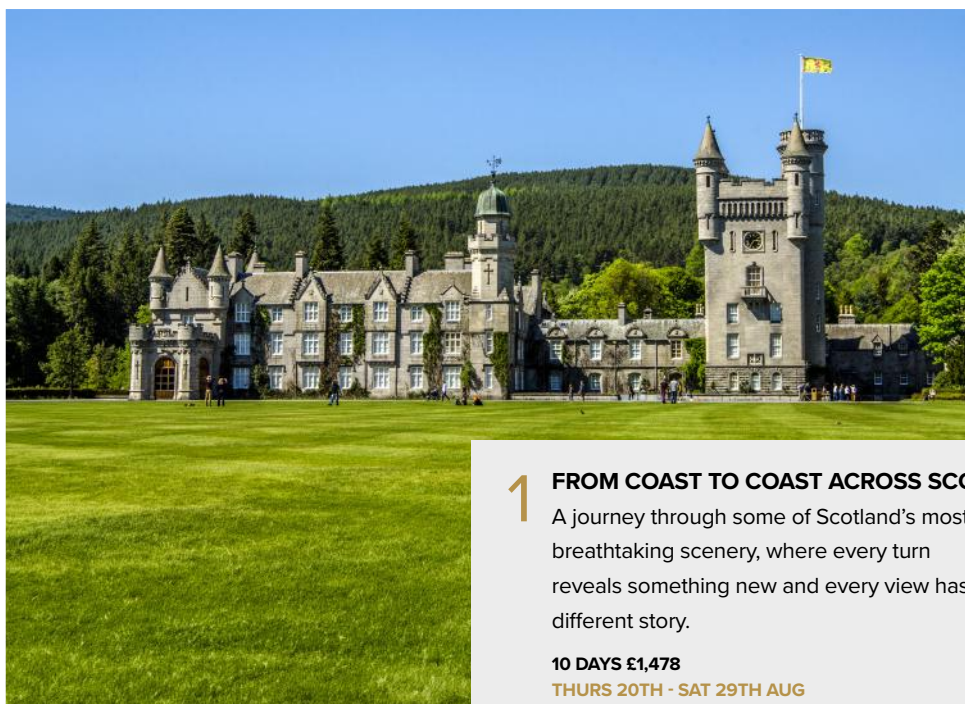 1
FROM COAST TO COAST ACROSS
A journey through some of Scotland's most
breathtaking scenery, where every turn
reveals something new and every view has
different story.
10 DAYS £1,478
THURS 20TH - SAT 29TH AUG